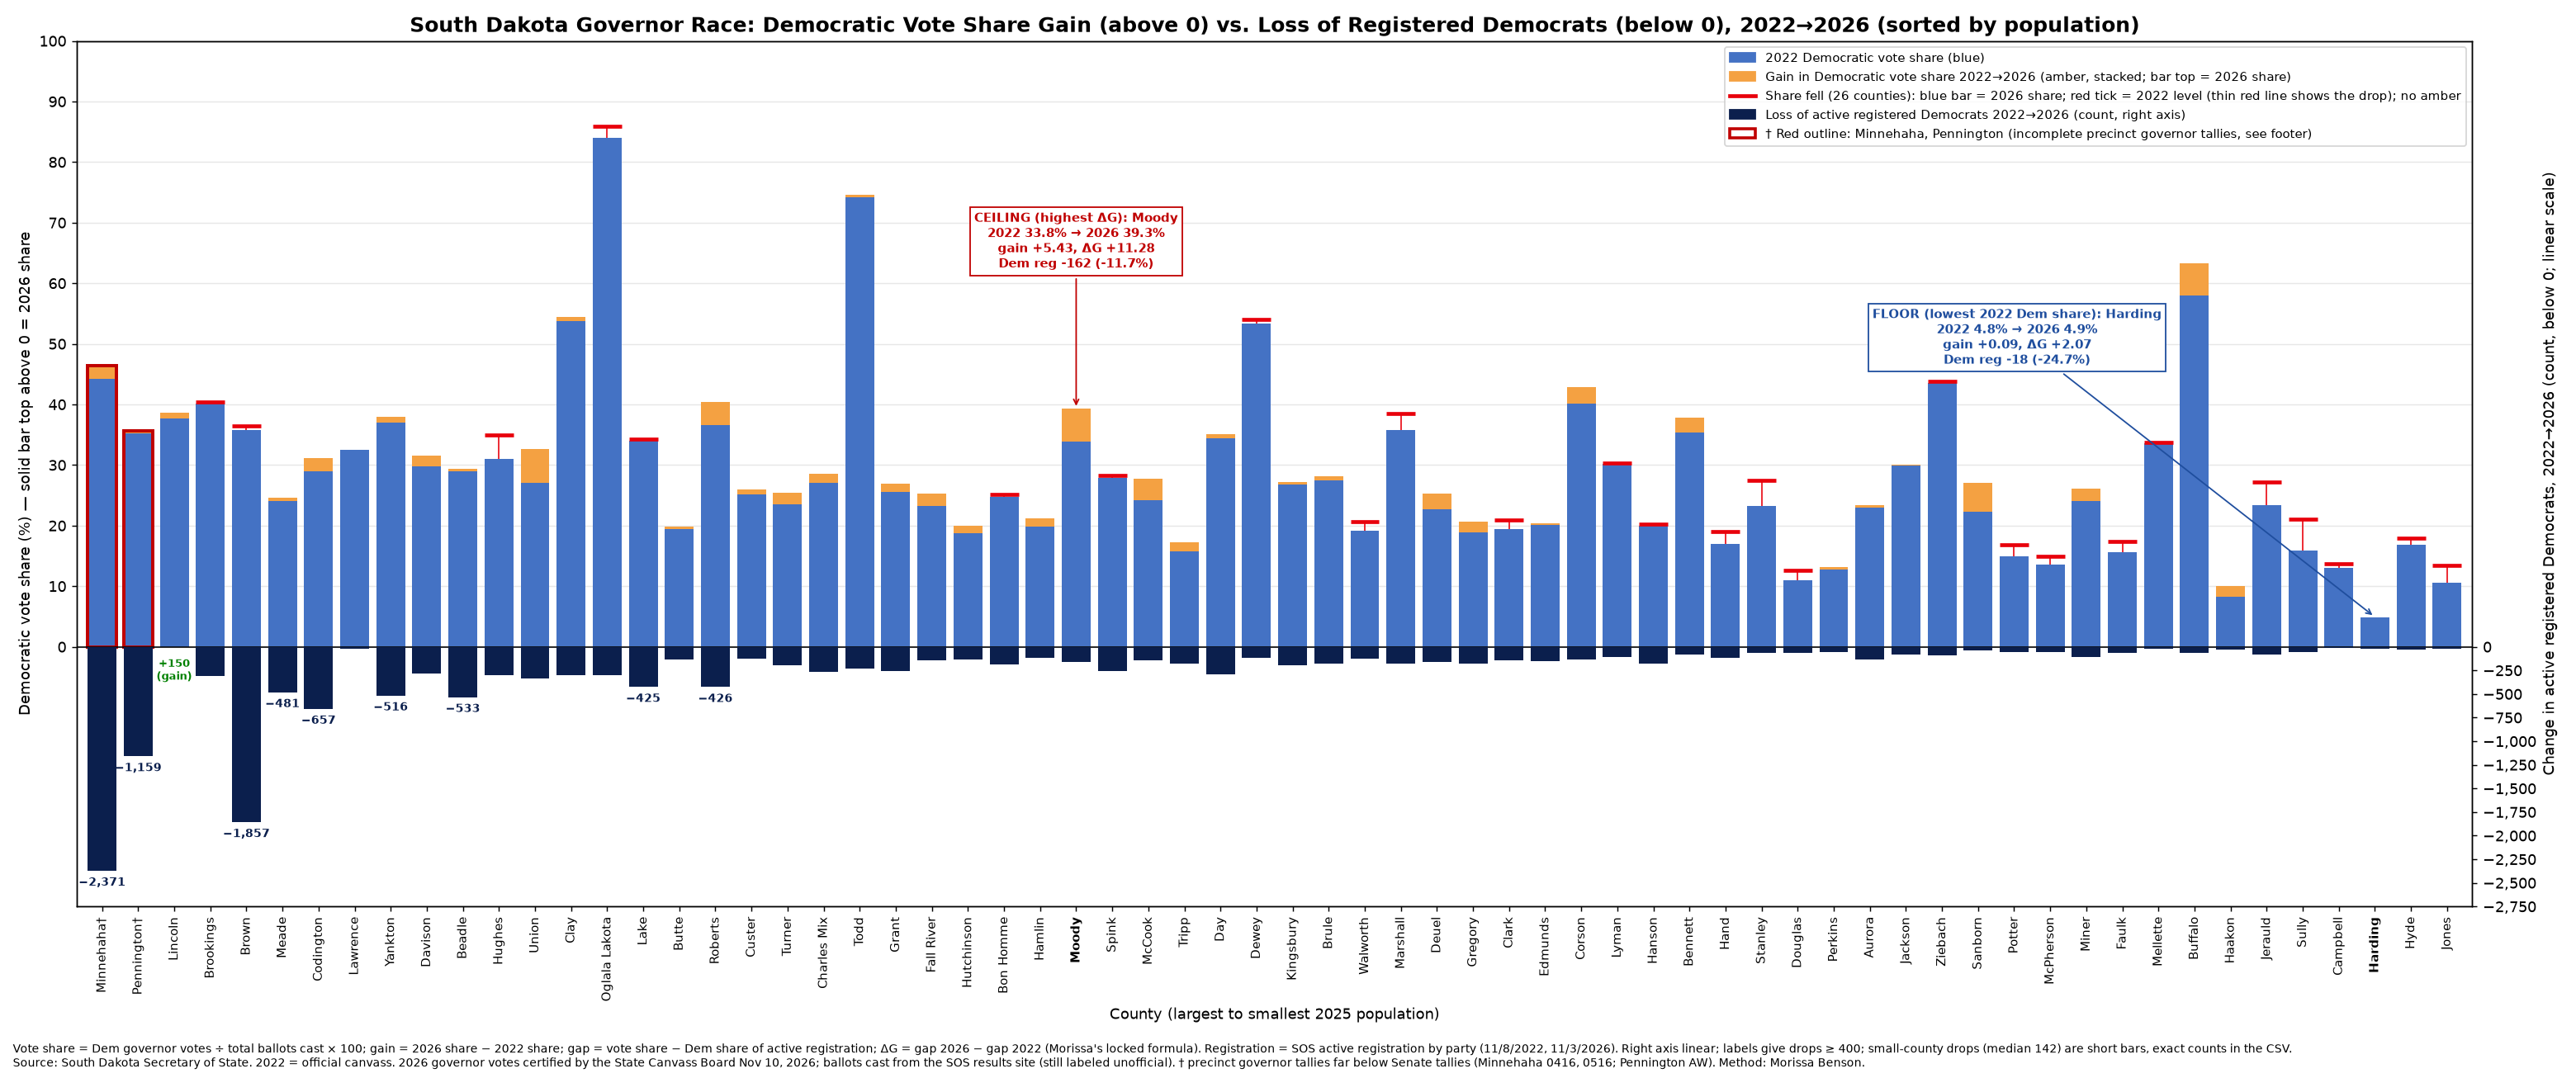 South Dakota Governor Race: Democratic Vote Share Gain (above 0) vs. Loss of Registered Democrats (below 0), 2022→2026 (sorted by population)
2022 Democratic vote share (blue)
Gain in Democratic vote share 2022→2026 (amber, stacked; bar top = 2026 share)
Share fell (26 counties): blue bar = 2026 share; red tick = 2022 level (thin red line shows the drop); no amber
Loss of active registered Democrats 2022→2026 (count, right axis)
† Red outline: Minnehaha, Pennington (incomplete precinct governor tallies, see footer)
Democratic vote share (%) — solid bar top above 0 = 2026 share
100
90
80
70
60
50
40
30
20
10
0
CEILING (highest ΔG): Moody
2022 33.8% → 2026 39.3%
gain +5.43, ΔG +11.28
Dem reg -162 (-11.7%)
FLOOR (lowest 2022 Dem share): Harding
2022 4.8% → 2026 4.9%
gain +0.09, ΔG +2.07
Dem reg -18 (-24.7%)
+150
(gain)
−481
−657
−516
−533
−425
−426
−1,159
−1,857
−2,371
0
−250
−500
−750
−1,000
−1,250
−1,500
−1,750
−2,000
−2,250
−2,500
−2,750
Change in active registered Democrats, 2022→2026 (count, below 0; linear scale)
Minnehaha†
Pennington†
Lincoln
Brookings
Brown
Meade
Codington
Lawrence
Yankton
Davison
Beadle
Hughes
Union
Clay
Oglala Lakota
Lake
Butte
Roberts
Custer
Turner
Charles Mix
Todd
Grant
Fall River
Hutchinson
Bon Homme
Hamlin
Moody
Spink
McCook
Tripp
Day
Dewey
Kingsbury
Brule
Walworth
Marshall
Deuel
Gregory
Clark
Edmunds
Corson
Lyman
Hanson
Bennett
Hand
Stanley
Douglas
Perkins
Aurora
Jackson
Ziebach
Sanborn
Potter
McPherson
Miner
Faulk
Mellette
Buffalo
Haakon
Jerauld
Sully
Campbell
Harding
Hyde
Jones
County (largest to smallest 2025 population)
Vote share = Dem governor votes ÷ total ballots cast × 100; gain = 2026 share − 2022 share; gap = vote share − Dem share of active registration; ΔG = gap 2026 − gap 2022 (Morissa's locked formula). Registration = SOS active registration by party (11/8/2022, 11/3/2026). Right axis linear; labels give drops ≥ 400; small-county drops (median 142) are short bars, exact counts in the CSV.
Source: South Dakota Secretary of State. 2022 = official canvass. 2026 governor votes certified by the State Canvass Board Nov 10, 2026; ballots cast from the SOS results site (still labeled unofficial). † precinct governor tallies far below Senate tallies (Minnehaha 0416, 0516; Pennington AW). Method: Morissa Benson.